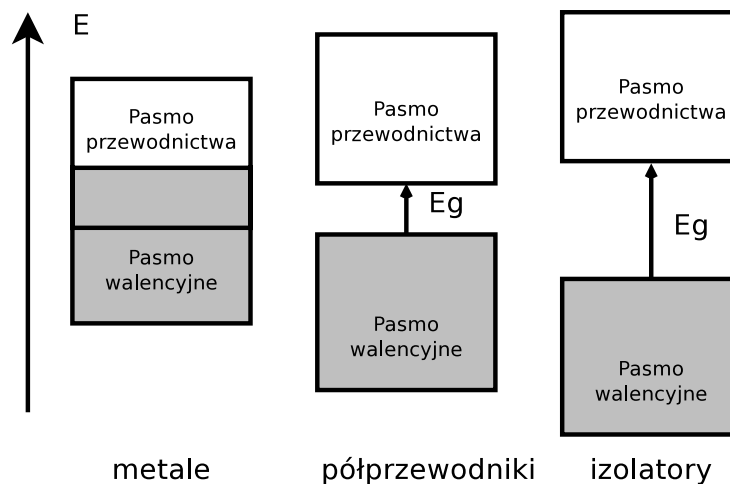 E
Pasmo
przewodnictwa
Pasmo
walencyjne
metale
Pasmo
przewodnictwa
Eg
Pasmo
walencyjne
półprzewodniki
Pasmo
przewodnictwa
Eg
Pasmo
walencyjne
izolatory